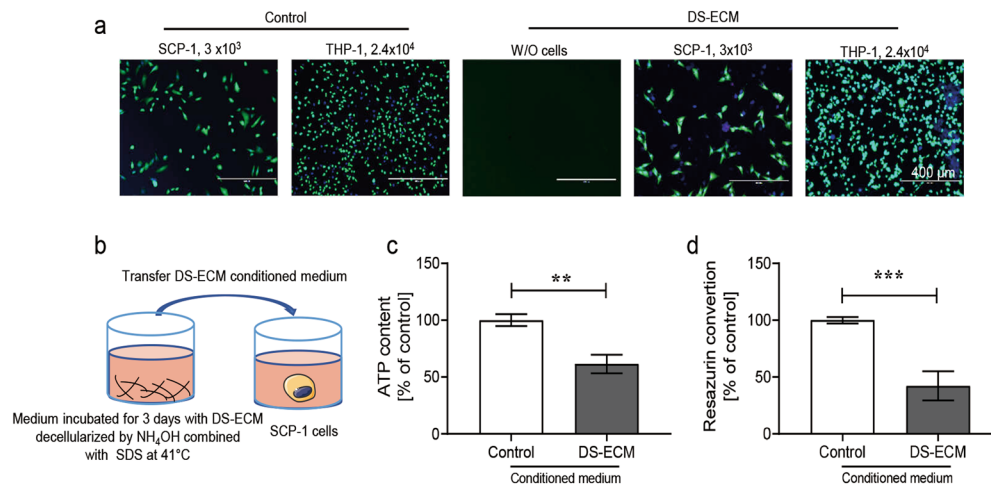 a
Control
DS-ECM
SCP-1, 3 x10³
THP-1, 2.4x10⁴
W/O cells
SCP-1, 3x10³
THP-1, 2.4x10⁴
400 µm
b
Transfer DS-ECM conditioned medium
Medium incubated for 3 days with DS-ECM
decellularized by NH₄OH combined
with SDS at 41°C
SCP-1 cells
c
ATP content
[% of control]
150
100
50
0
**
Control
DS-ECM
Conditioned medium
d
Resazurin convertion
[% of control]
150
100
50
0
***
Control
DS-ECM
Conditioned medium